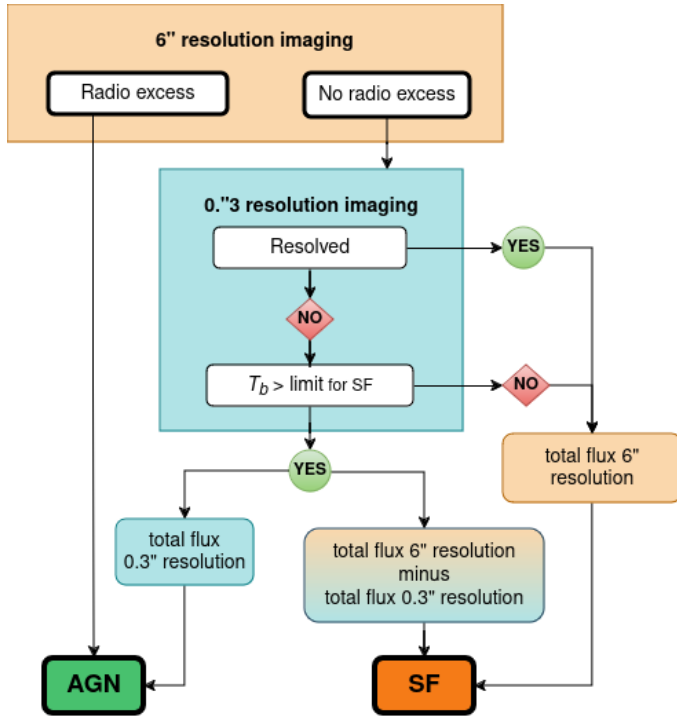 6" resolution imaging
Radio excess
No radio excess
0."3 resolution imaging
Resolved
YES
NO
T_b > limit for SF
NO
YES
total flux 6"
resolution
total flux
0.3" resolution
total flux 6" resolution
minus
total flux 0.3" resolution
AGN
SF